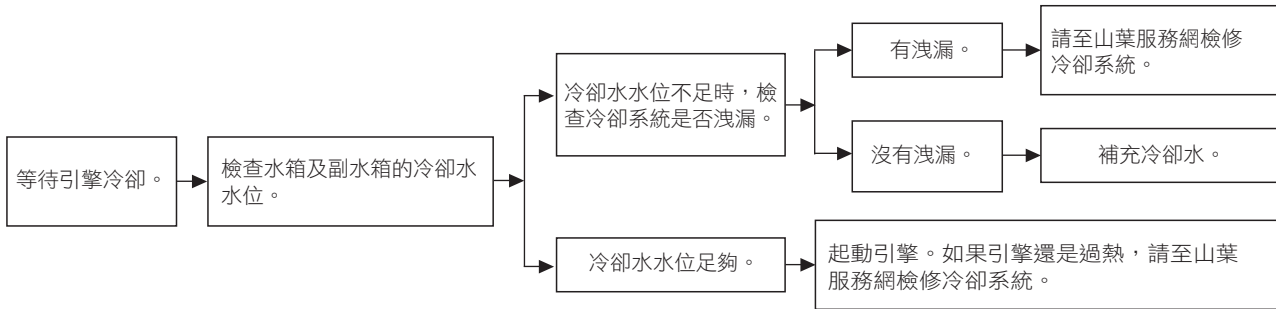 等待引擎冷卻。
檢查水箱及副水箱的冷卻水
水位。
冷卻水水位不足時，檢
查冷卻系統是否洩漏。
有洩漏。
請至山葉服務網檢修
冷卻系統。
沒有洩漏。
補充冷卻水。
冷卻水水位足夠。
起動引擎。如果引擎還是過熱，請至山葉
服務網檢修冷卻系統。